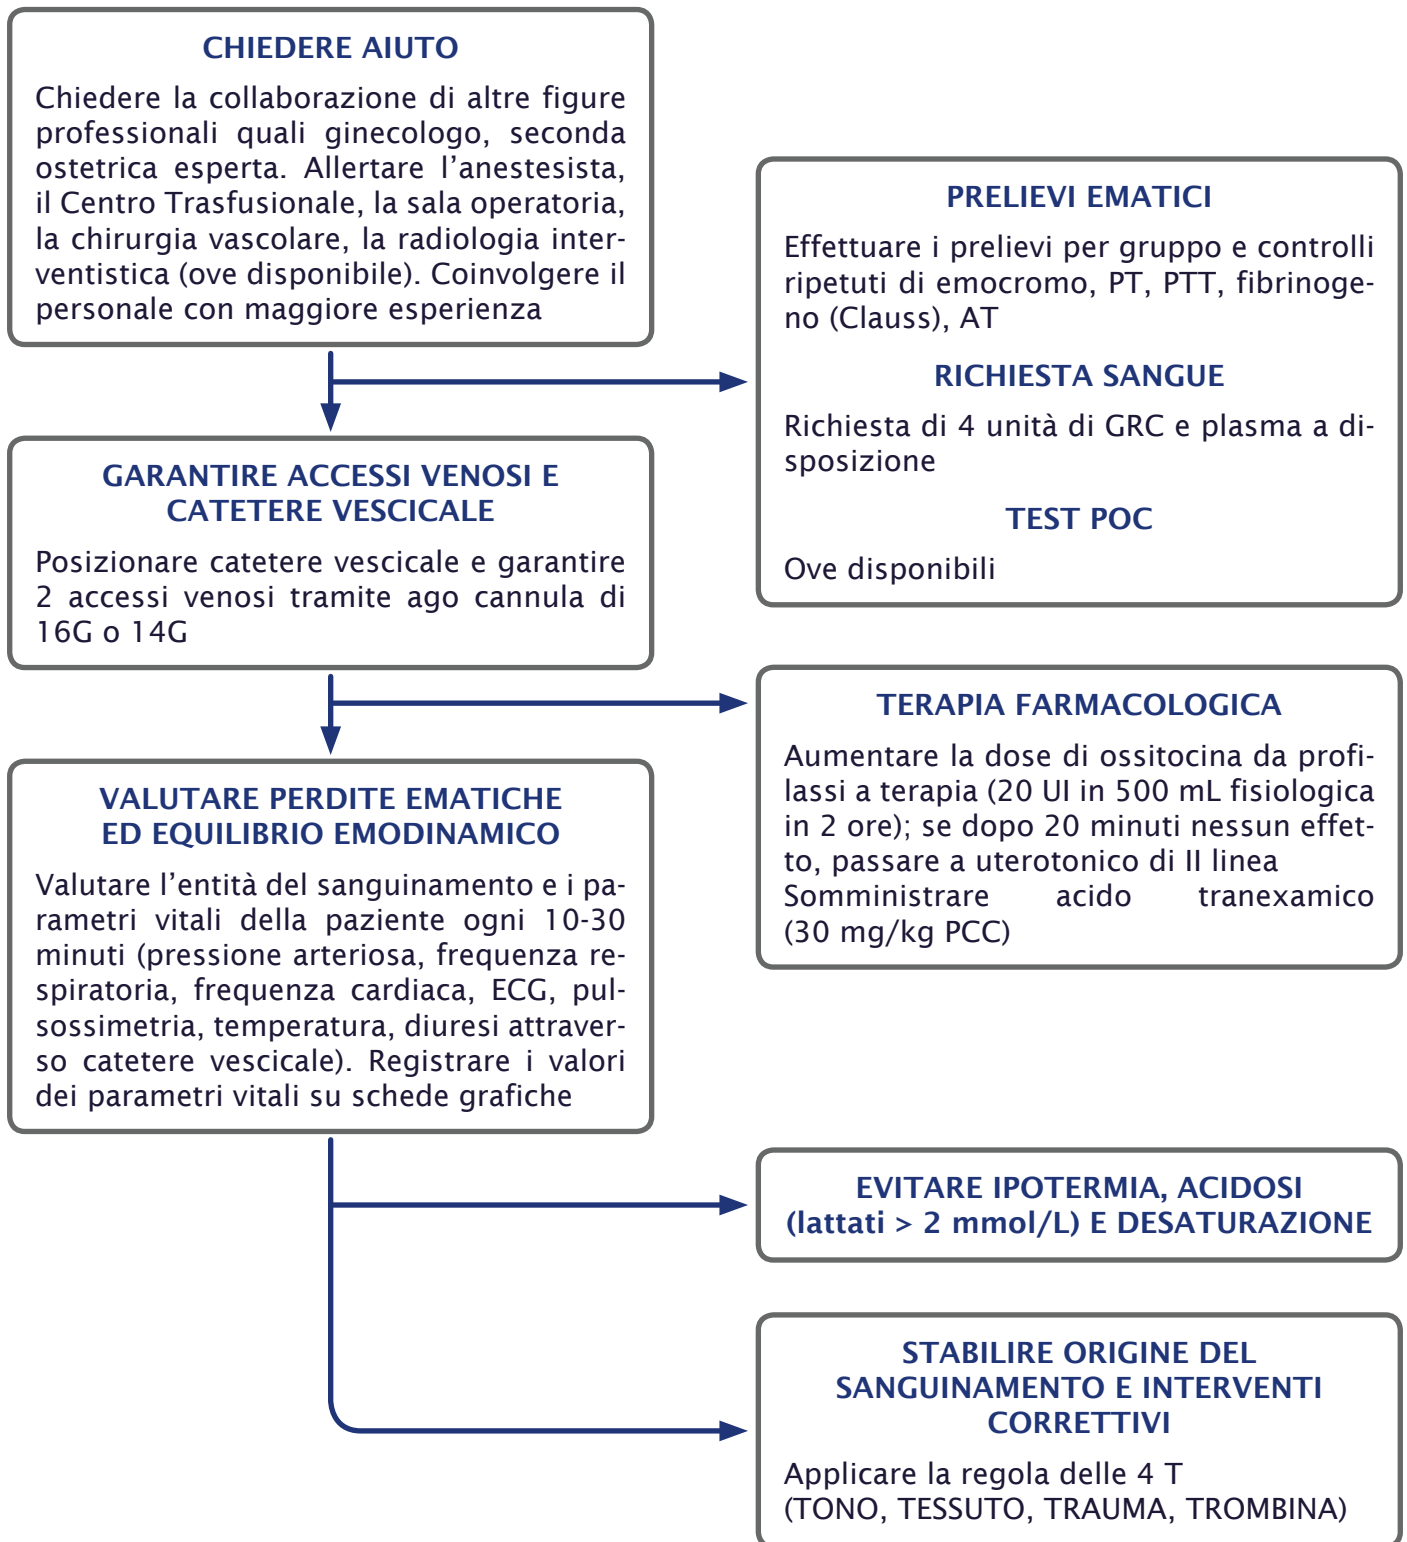 CHIEDERE AIUTO
Chiedere la collaborazione di altre figure
professionali quali ginecologo, seconda
ostetrica esperta. Allertare l'anestesista,
il Centro Trasfusionale, la sala operatoria,
la chirurgia vascolare, la radiologia inter-
ventistica (ove disponibile). Coinvolgere il
personale con maggiore esperienza
PRELIEVI EMATICI
Effettuare i prelievi per gruppo e controlli
ripetuti di emocromo, PT, PTT, fibrinoge-
no (Clauss), AT
RICHIESTA SANGUE
Richiesta di 4 unità di GRC e plasma a di-
sposizione
TEST POC
Ove disponibili
GARANTIRE ACCESSI VENOSI E
CATETERE VESCICALE
Posizionare catetere vescicale e garantire
2 accessi venosi tramite ago cannula di
16G o 14G
TERAPIA FARMACOLOGICA
Aumentare la dose di ossitocina da profi-
lassi a terapia (20 UI in 500 mL fisiologica
in 2 ore); se dopo 20 minuti nessun effet-
to, passare a uterotonico di II linea
Somministrare acido tranexamico
(30 mg/kg PCC)
VALUTARE PERDITE EMATICHE
ED EQUILIBRIO EMODINAMICO
Valutare l'entità del sanguinamento e i pa-
rametri vitali della paziente ogni 10-30
minuti (pressione arteriosa, frequenza re-
spiratoria, frequenza cardiaca, ECG, pul-
sossimetria, temperatura, diuresi attraver-
so catetere vescicale). Registrare i valori
dei parametri vitali su schede grafiche
EVITARE IPOTERMIA, ACIDOSI
(lattati > 2 mmol/L) E DESATURAZIONE
STABILIRE ORIGINE DEL
SANGUINAMENTO E INTERVENTI
CORRETTIVI
Applicare la regola delle 4 T
(TONO, TESSUTO, TRAUMA, TROMBINA)